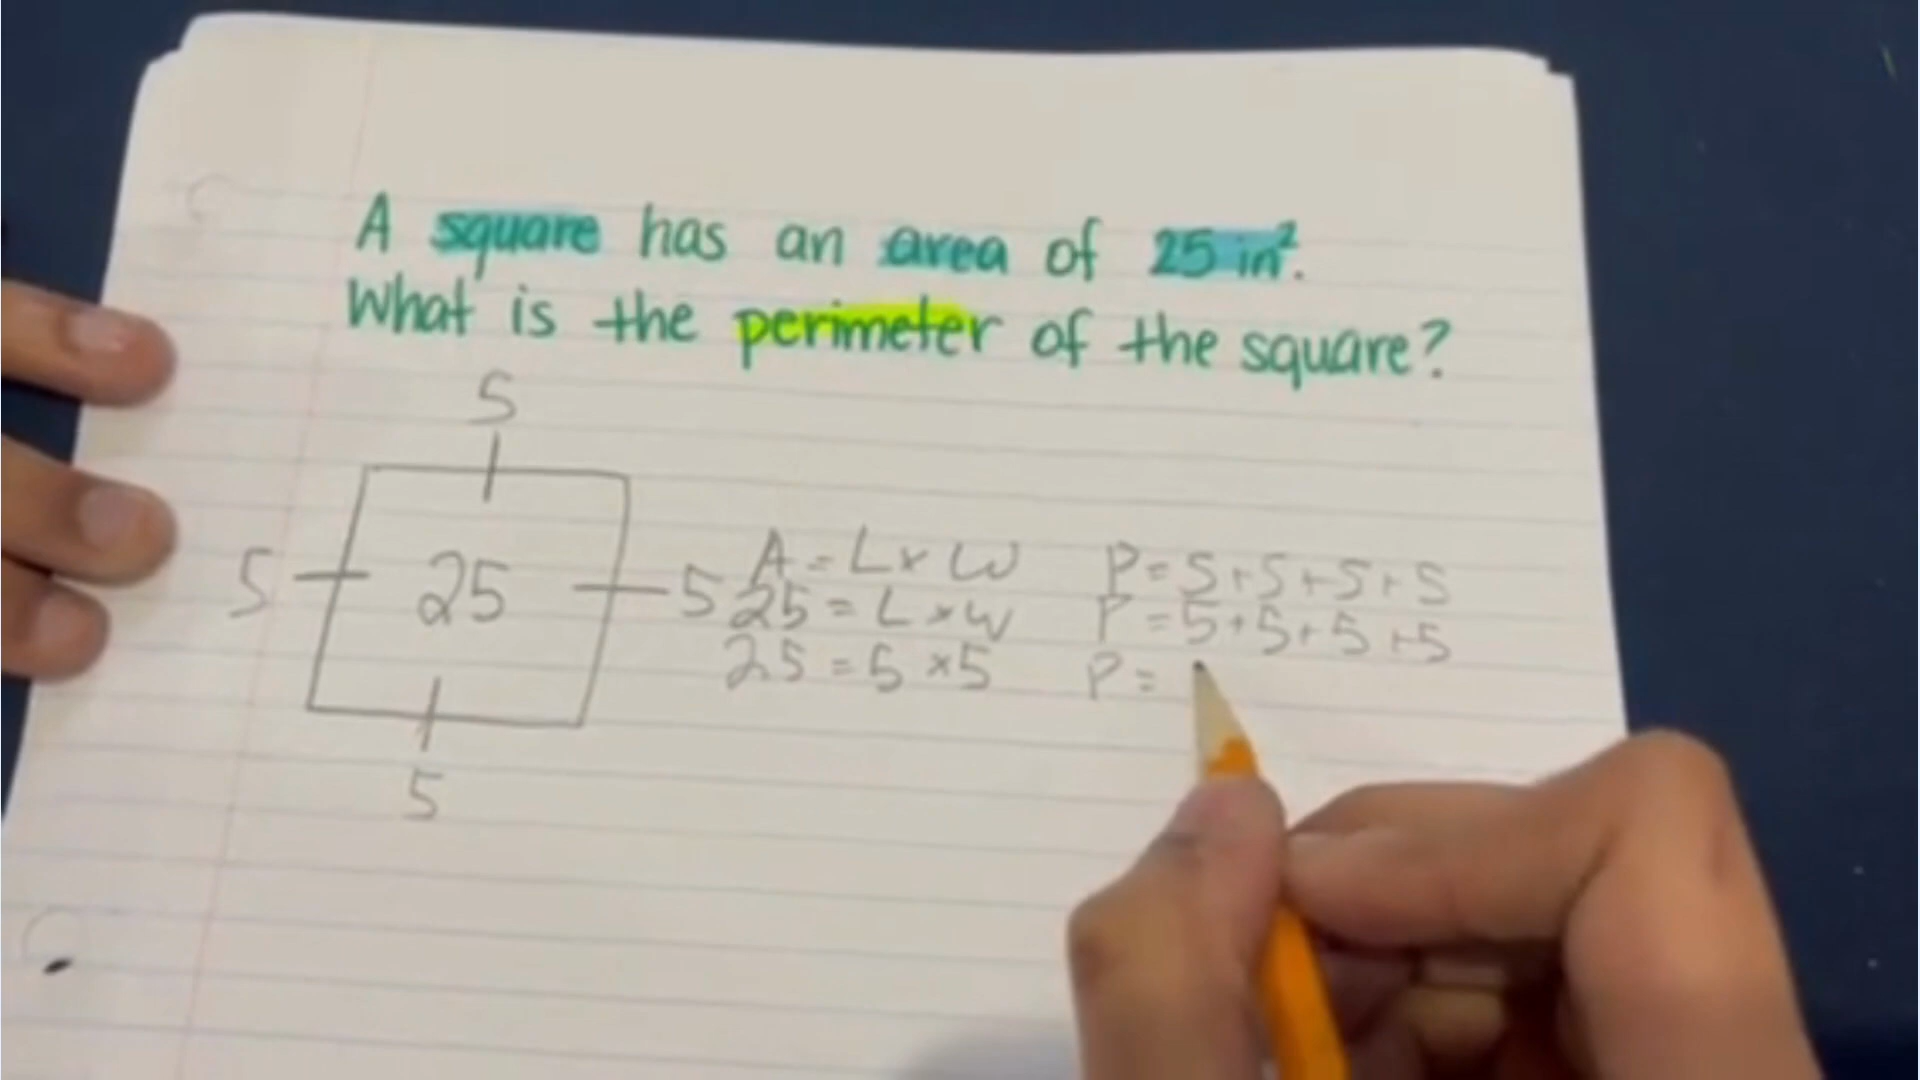 A square has an area of 25 in².
What is the perimeter of the square?
5
5
25
5
5
A = L x W
25 = L x W
25 = 5 x 5
P = 5 + 5 + 5 + 5
P = 5 + 5 + 5 + 5
P =